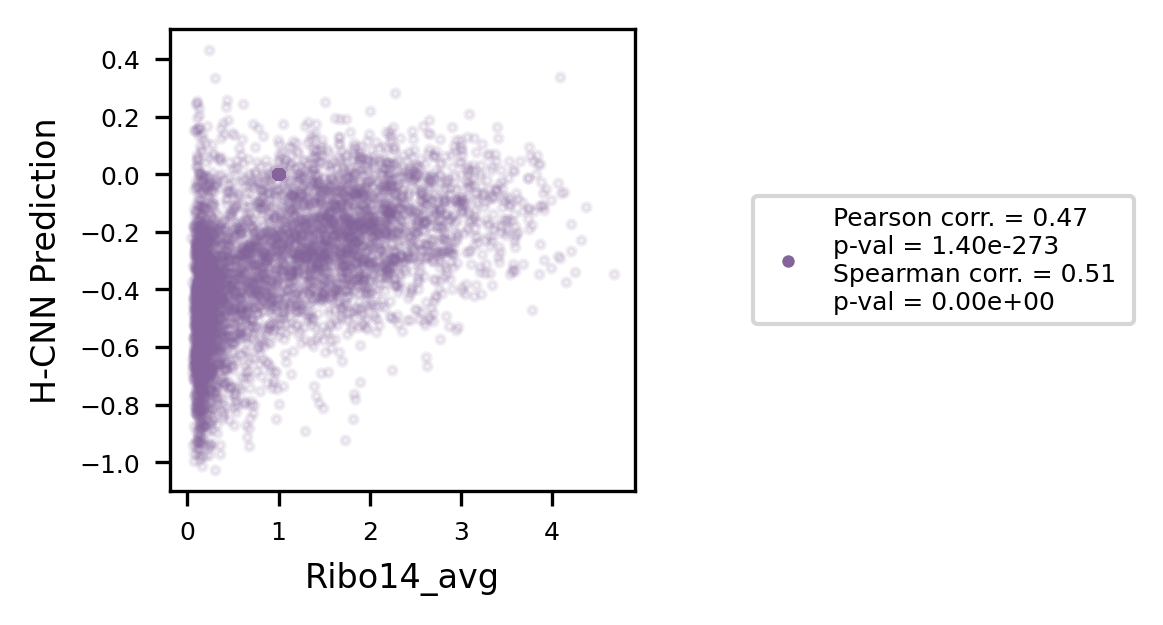 0.4
0.2
0.0
−0.2
−0.4
−0.6
−0.8
−1.0
H-CNN Prediction
0
1
2
3
4
Ribo14_avg
Pearson corr. = 0.47
p-val = 1.40e-273
Spearman corr. = 0.51
p-val = 0.00e+00